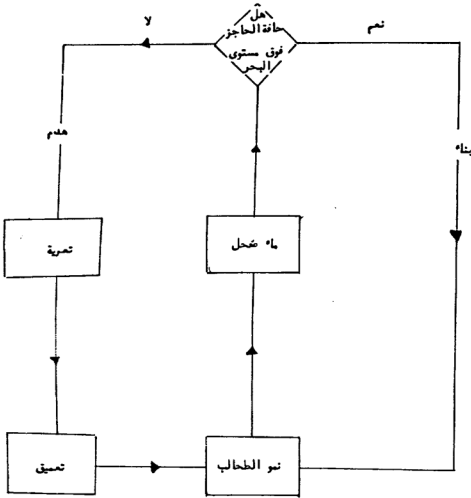 هل
حافة الحاجز
فوق مستوى
البحر
نعم
لا
بناء
هدم
ماء ضحل
تعرية
نمو الطحالب
تعميق